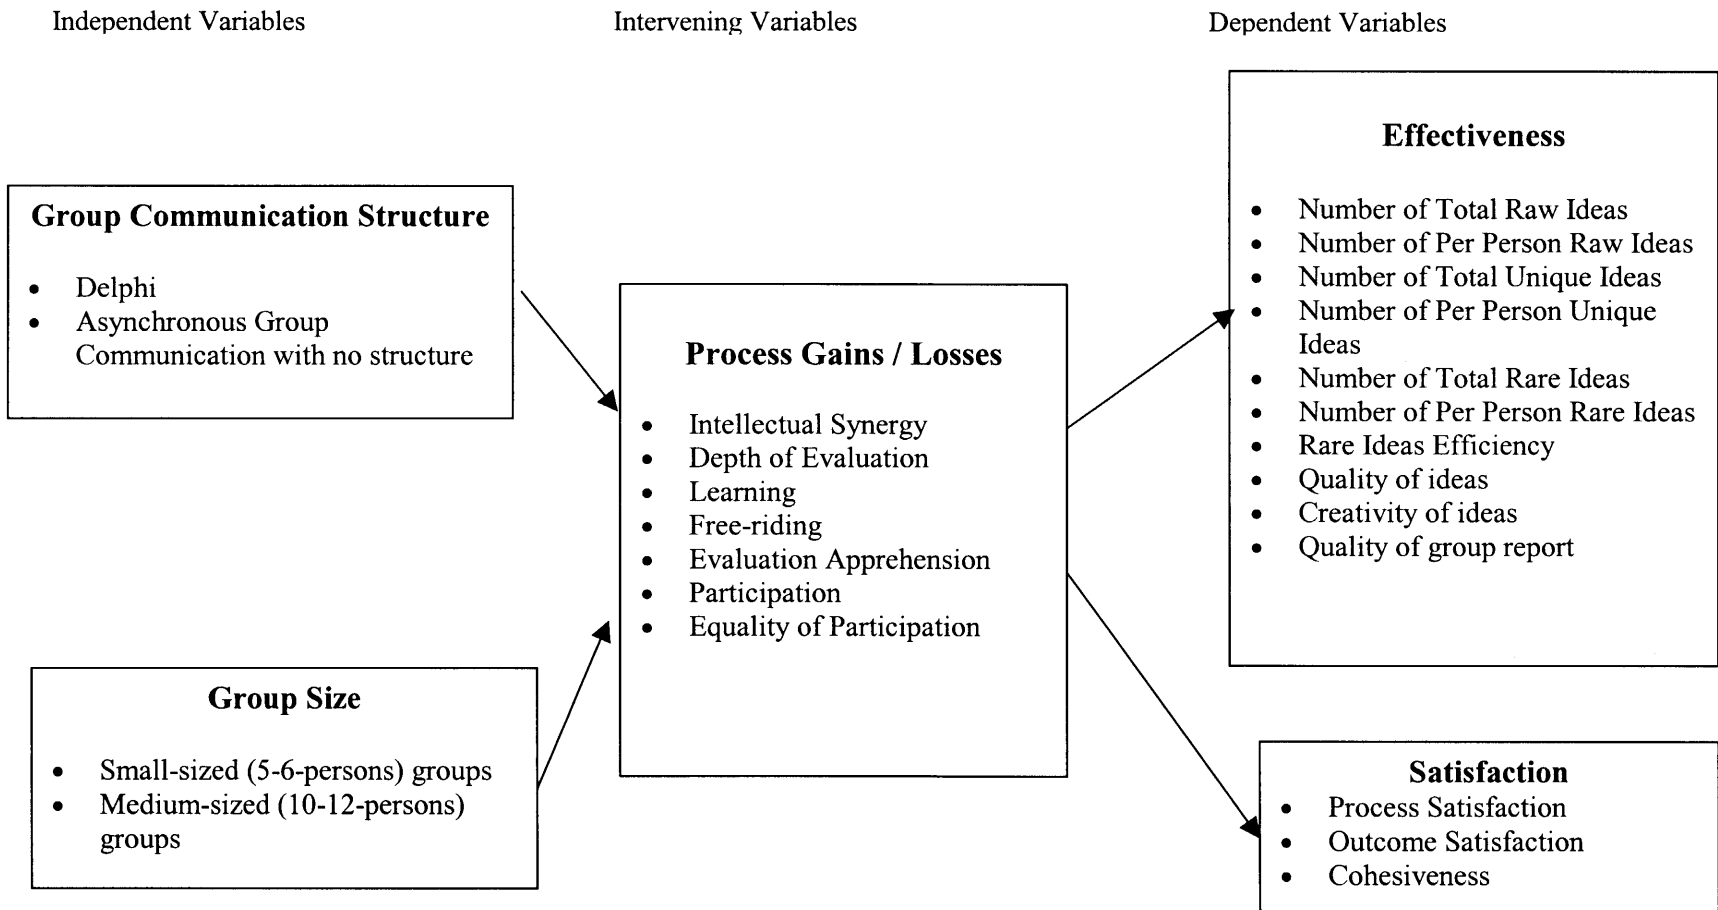 Independent Variables
Intervening Variables
Dependent Variables
Group Communication Structure
• Delphi
• Asynchronous Group
Communication with no structure
Group Size
• Small-sized (5-6-persons) groups
• Medium-sized (10-12-persons)
groups
Process Gains / Losses
• Intellectual Synergy
• Depth of Evaluation
• Learning
• Free-riding
• Evaluation Apprehension
• Participation
• Equality of Participation
Effectiveness
• Number of Total Raw Ideas
• Number of Per Person Raw Ideas
• Number of Total Unique Ideas
• Number of Per Person Unique
Ideas
• Number of Total Rare Ideas
• Number of Per Person Rare Ideas
• Rare Ideas Efficiency
• Quality of ideas
• Creativity of ideas
• Quality of group report
Satisfaction
• Process Satisfaction
• Outcome Satisfaction
• Cohesiveness